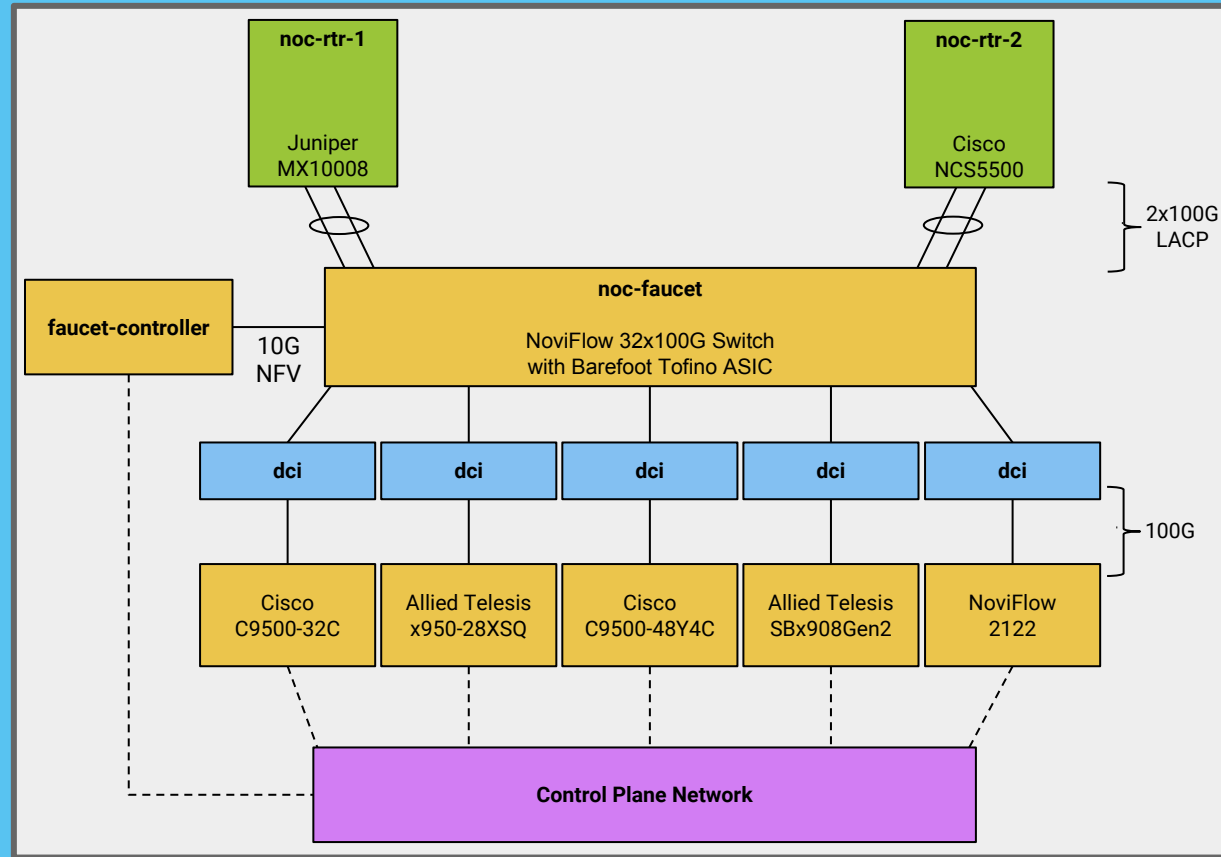 noc-rtr-1
Juniper
MX10008
noc-rtr-2
Cisco
NCS5500
2x100G
LACP
faucet-controller
10G
NFV
noc-faucet
NoviFlow 32x100G Switch
with Barefoot Tofino ASIC
dci
dci
dci
dci
dci
100G
Cisco
C9500-32C
Allied Telesis
x950-28XSQ
Cisco
C9500-48Y4C
Allied Telesis
SBx908Gen2
NoviFlow
2122
Control Plane Network